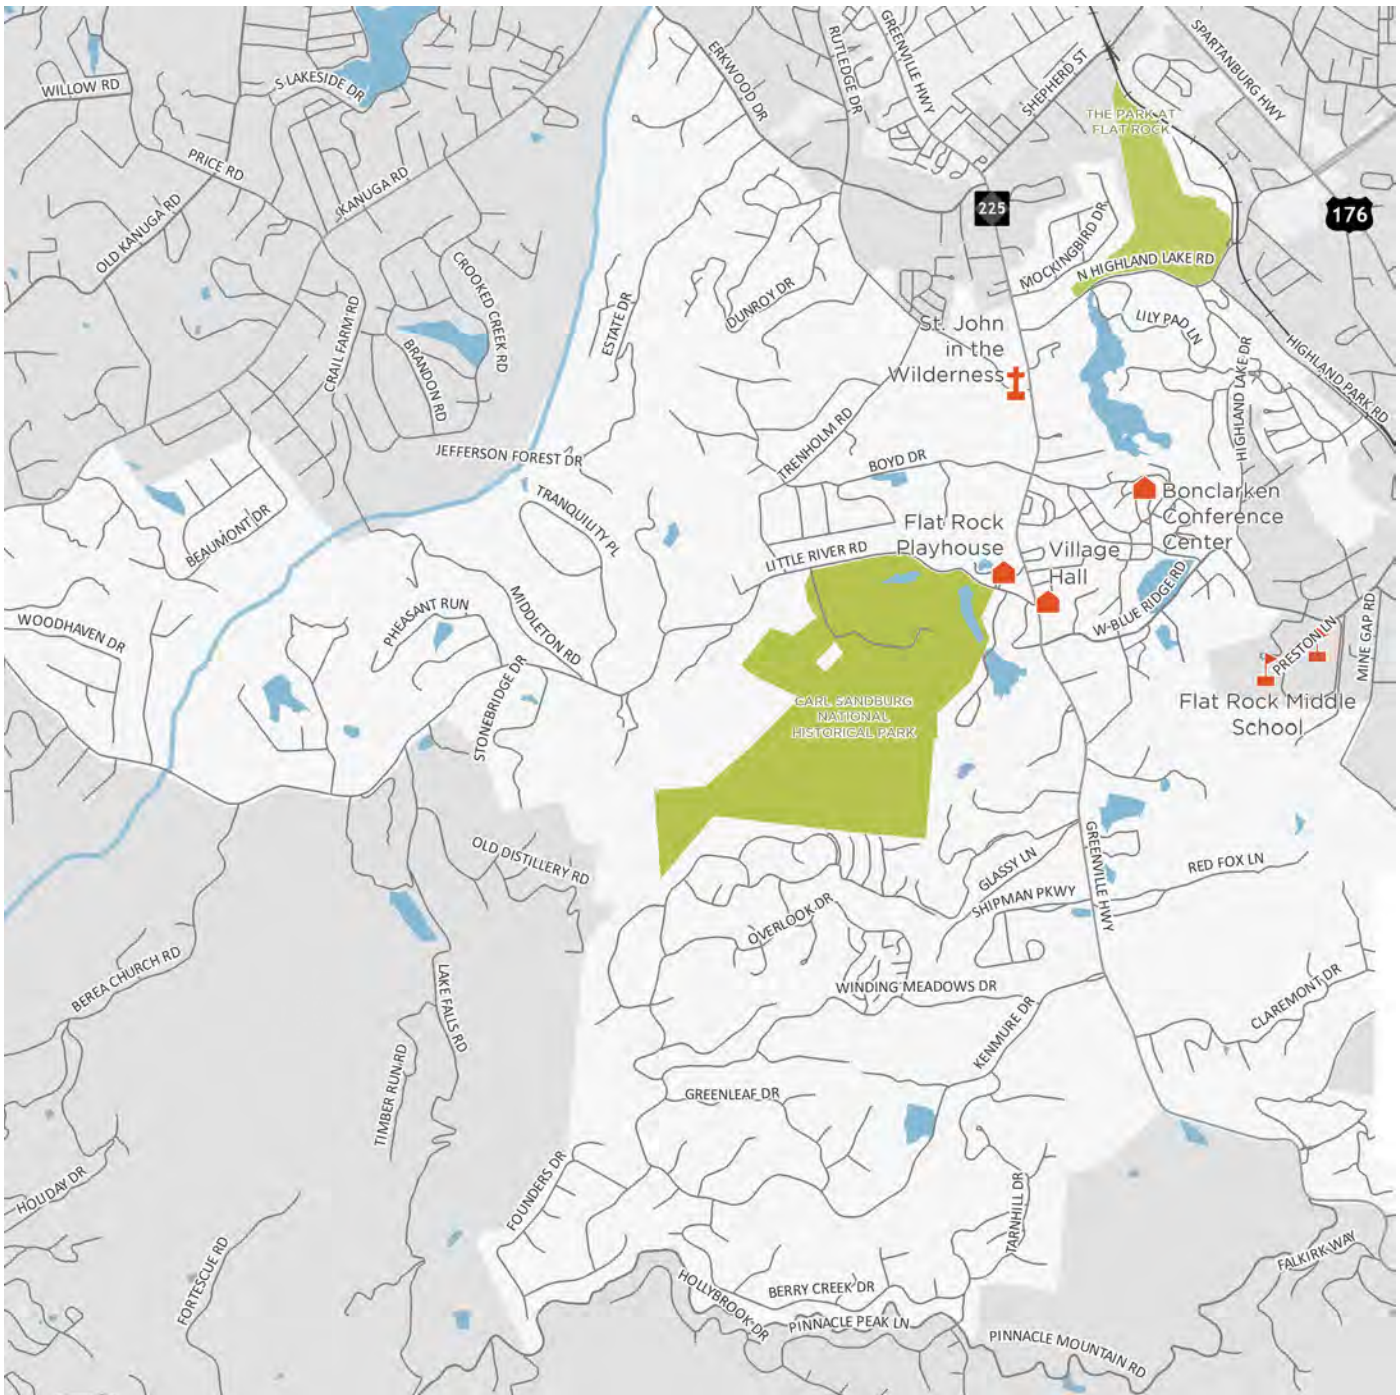 ERKWOOD DR
RUTLEDGE DR
GREENVILLE HWY
SHEPHERD ST
SPARTANBURG HWY
WILLOW RD
S LAKESIDE DR
THE PARK AT
FLAT ROCK
PRICE RD
KANUGA RD
OLD KANUGA RD
225
176
MOCKINGBIRD DR
N HIGHLAND LAKE RD
CROOKED CREEK RD
ESTATE DR
DUNROY DR
CRAIL FARM RD
BRANDON RD
LILY PAD LN
HIGHLAND PARK RD
HIGHLAND LAKE DR
St. John
in the
Wilderness
TRENHOLM RD
JEFFERSON FOREST DR
BOYD DR
TRANQUILITY PL
BEAUMONT DR
Bonclarken
Conference
Center
Flat Rock
Playhouse
Village
Hall
LITTLE RIVER RD
W BLUE RIDGE RD
WOODHAVEN DR
PHEASANT RUN
MIDDLETON RD
STONEBRIDGE DR
PRESTON LN
MINE GAP RD
Flat Rock Middle
School
CARL SANDBURG
NATIONAL
HISTORICAL PARK
OLD DISTILLERY RD
GLASSY LN
GREENVILLE HWY
RED FOX LN
SHIPMAN PKWY
OVERLOOK DR
BEREA CHURCH RD
LAKE FALLS RD
WINDING MEADOWS DR
CLAREMONT DR
KENMURE DR
TIMBER RUN RD
GREENLEAF DR
HOLIDAY DR
FOUNDERS DR
TARNHILL DR
FORTESCUE RD
FALKIRK WAY
HOLLYBROOK DR
BERRY CREEK DR
PINNACLE PEAK LN
PINNACLE MOUNTAIN RD